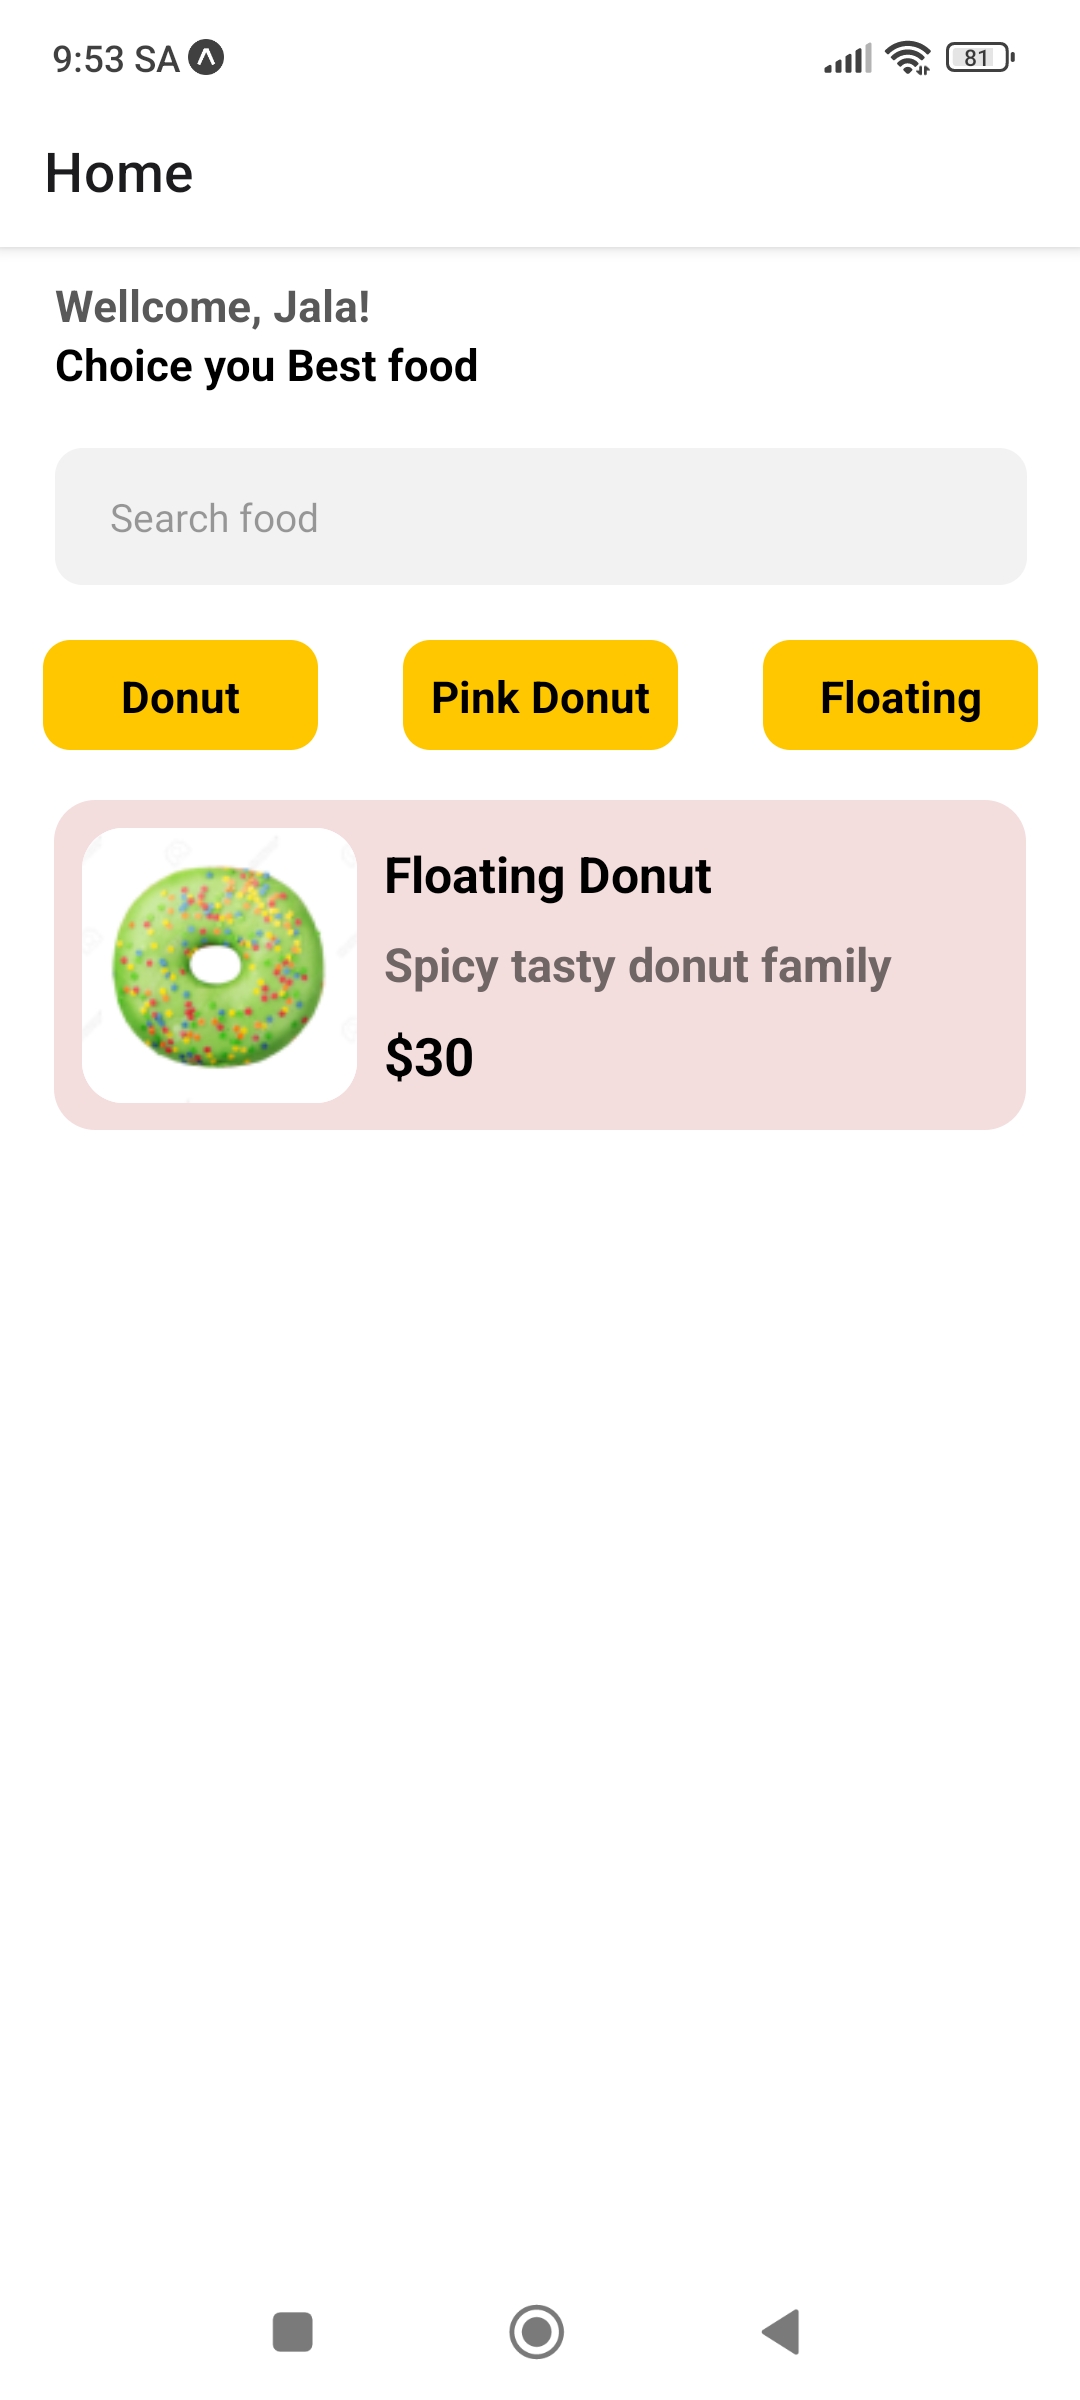 9:53 SA
81
Home
Wellcome, Jala!
Choice you Best food
Search food
Donut
Pink Donut
Floating
Floating Donut
Spicy tasty donut family
$30